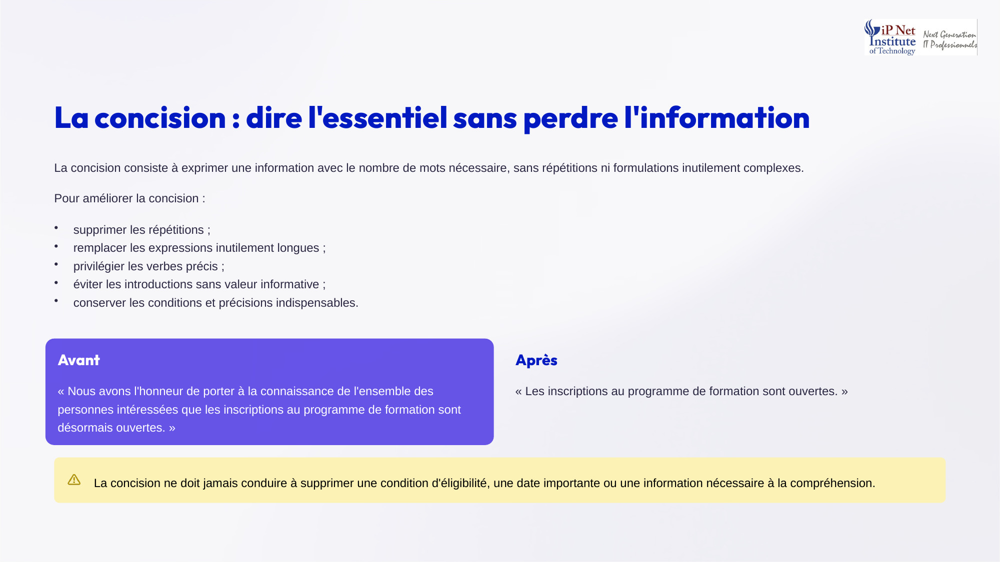 iP Net
Institute
of Technology
Next Generation
IT Professionnels
La concision : dire l'essentiel sans perdre l'information
La concision consiste à exprimer une information avec le nombre de mots nécessaire, sans répétitions ni formulations inutilement complexes.
Pour améliorer la concision :
• supprimer les répétitions ;
• remplacer les expressions inutilement longues ;
• privilégier les verbes précis ;
• éviter les introductions sans valeur informative ;
• conserver les conditions et précisions indispensables.
Avant
« Nous avons l'honneur de porter à la connaissance de l'ensemble des
personnes intéressées que les inscriptions au programme de formation sont
désormais ouvertes. »
Après
« Les inscriptions au programme de formation sont ouvertes. »
La concision ne doit jamais conduire à supprimer une condition d'éligibilité, une date importante ou une information nécessaire à la compréhension.